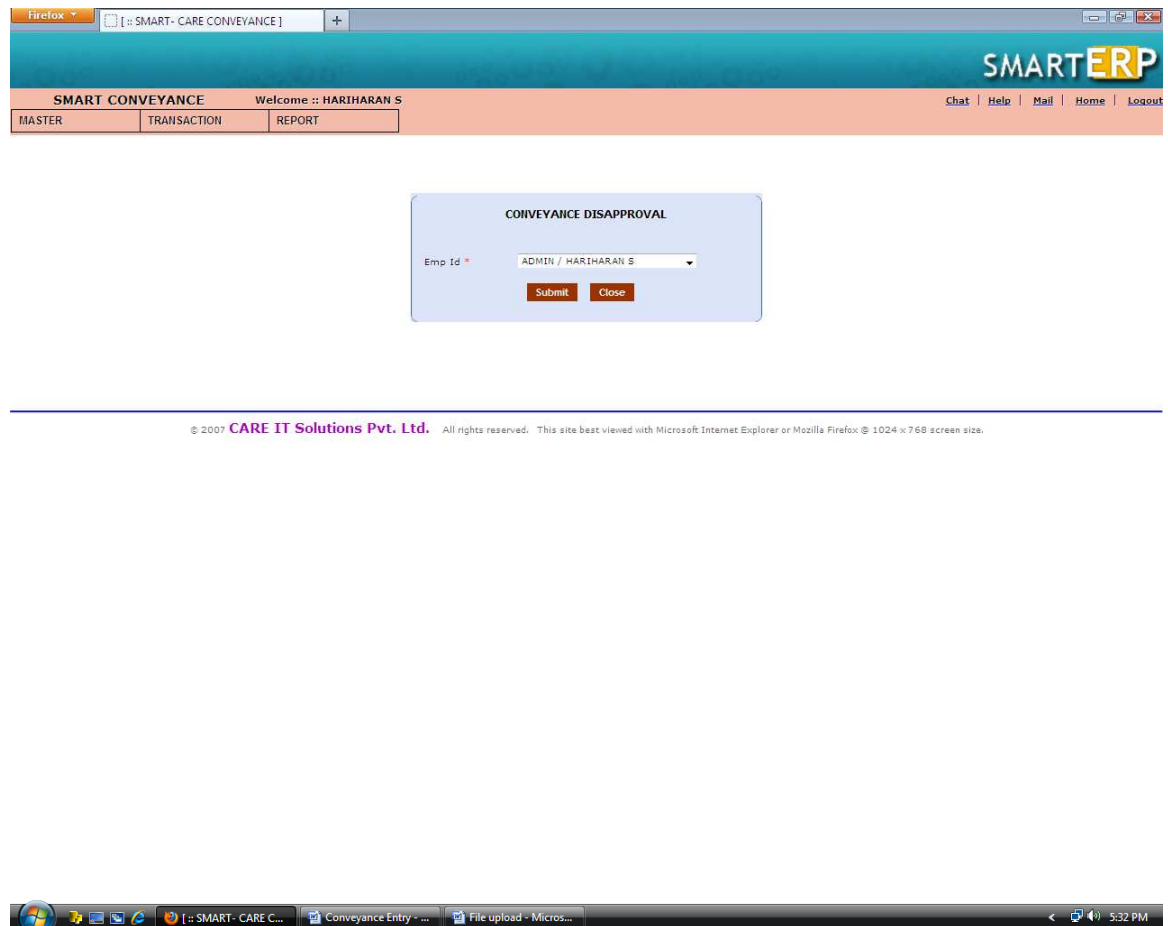 Firefox
[ :: SMART- CARE CONVEYANCE ]
+
SMARTERP
SMART CONVEYANCE Welcome :: HARIHARAN S
Chat | Help | Mail | Home | Logout
MASTER TRANSACTION REPORT
CONVEYANCE DISAPPROVAL
Emp Id * ADMIN / HARIHARAN S
Submit Close
© 2007 CARE IT Solutions Pvt. Ltd. All rights reserved. This site best viewed with Microsoft Internet Explorer or Mozilla Firefox @ 1024 x 768 screen size.
[ :: SMART- CARE C... Conveyance Entry - ... File upload - Micros... < 5:32 PM